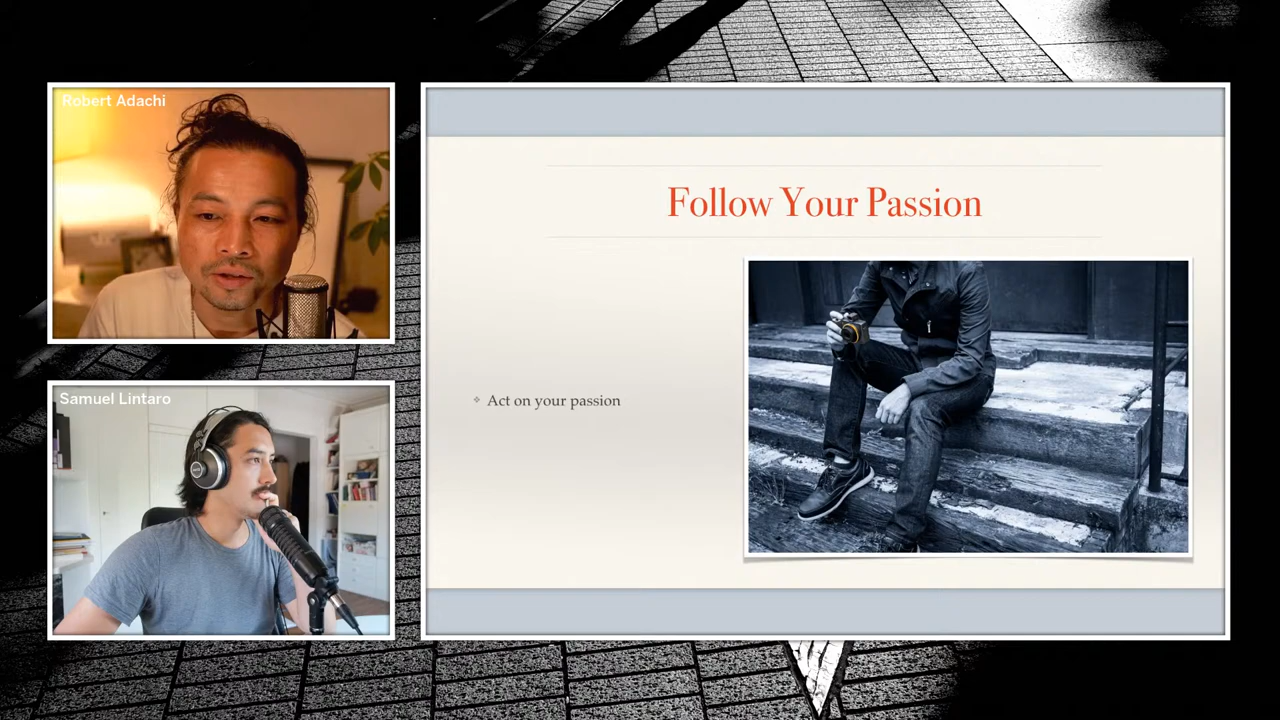 Robert Adachi
Samuel Lintaro
Follow Your Passion
Act on your passion